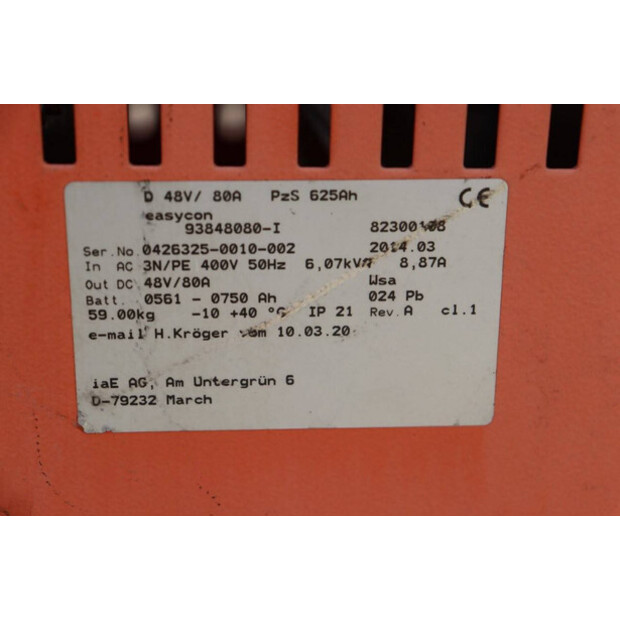 D 48V/ 80A PzS 625Ah CE
easycon
93848080-I 82300108
Ser.No.0426325-0010-002 2014.03
In AC 3N/PE 400V 50Hz 6,07kVA 8,87A
Out DC 48V/80A Wsa
Batt. 0561 - 0750 Ah 024 Pb
59.00kg -10 +40 °C IP 21 Rev.A cl.1
e-mail H.Kröger vom 10.03.20
iaE AG, Am Untergrün 6
D-79232 March